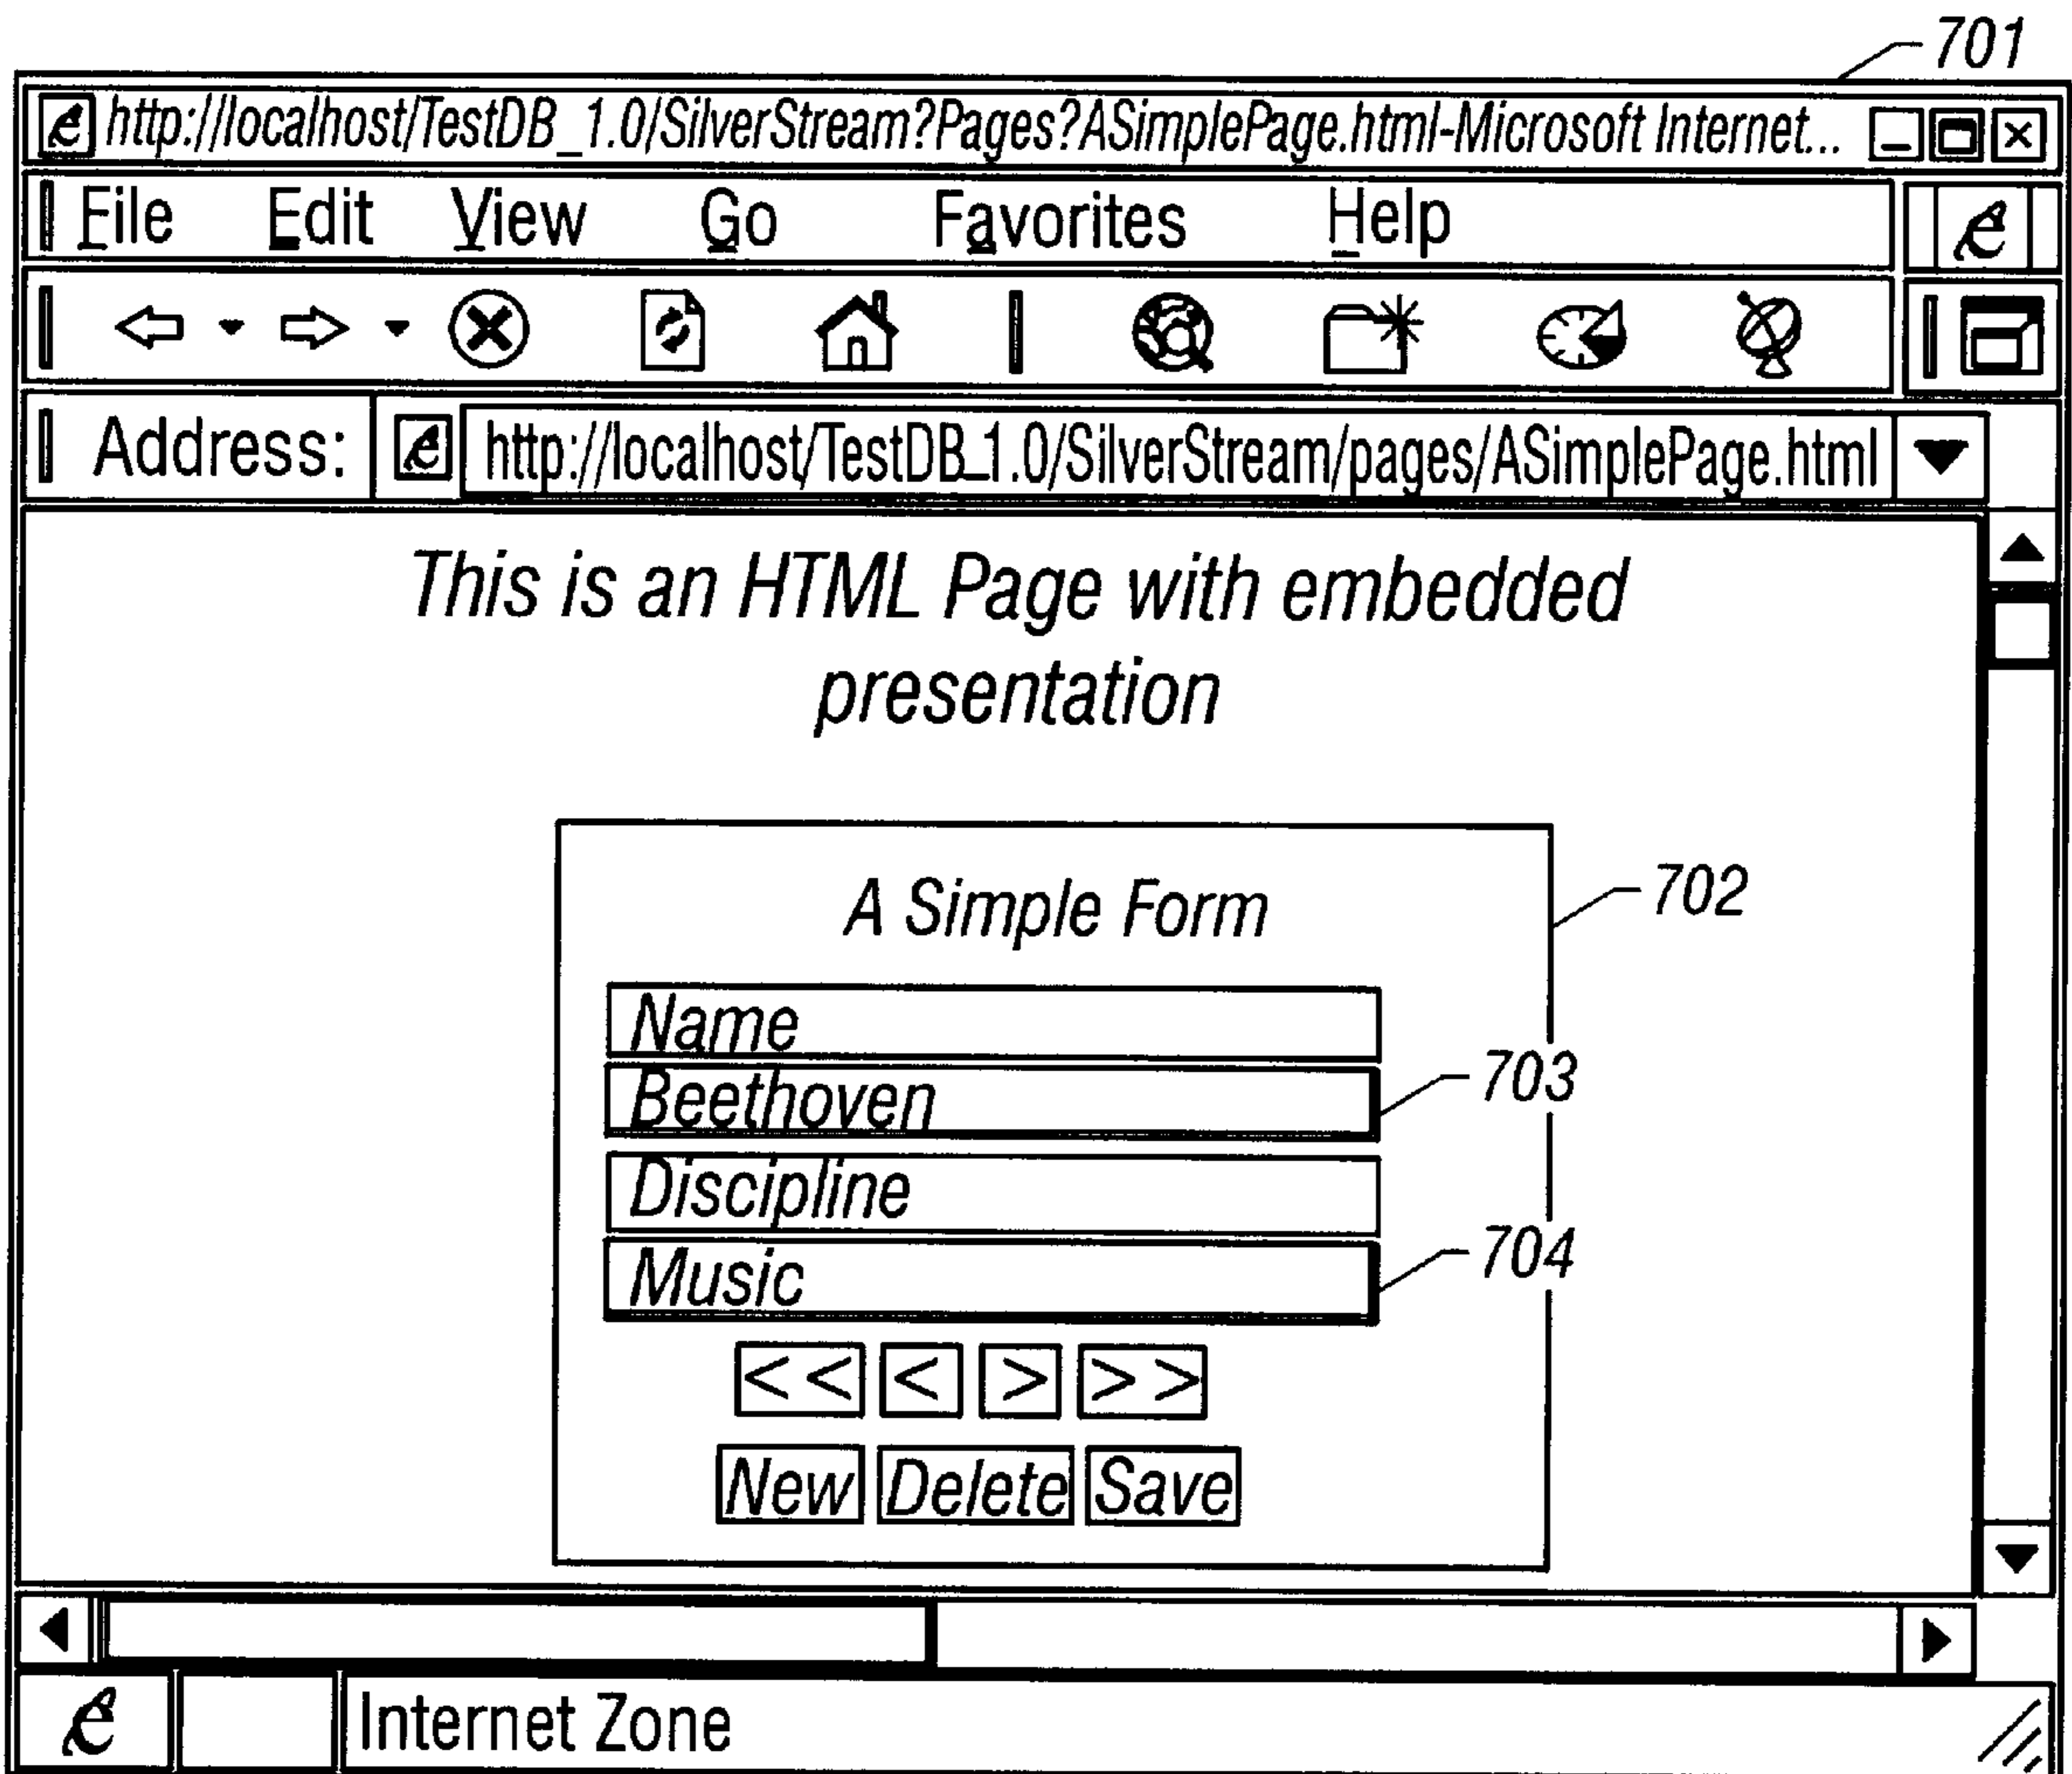 701
http://localhost/TestDB_1.0/SilverStream?Pages?ASimplePage.html-Microsoft Internet...
File Edit View Go Favorites Help
Address: http://localhost/TestDB_1.0/SilverStream/pages/ASimplePage.html
This is an HTML Page with embedded
presentation
A Simple Form
702
Name
Beethoven
703
Discipline
Music
704
<< < > >>
New Delete Save
Internet Zone